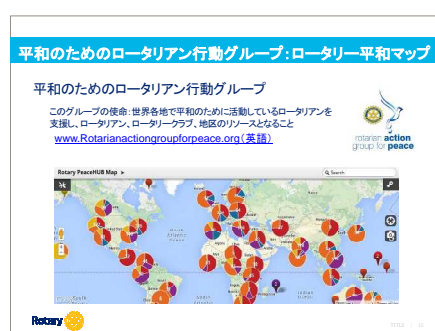 平和のためのロータリアン行動グループ：ロータリー平和マップ
平和のためのロータリアン行動グループ
このグループの使命：世界各地で平和のために活動しているロータリアンを
支援し、ロータリアン、ロータリークラブ、地区のリソースとなること
www.Rotarianactiongroupforpeace.org（英語）
rotarian action
group for peace
Rotary PeaceHUB Map
Search
Rotary
TITLE